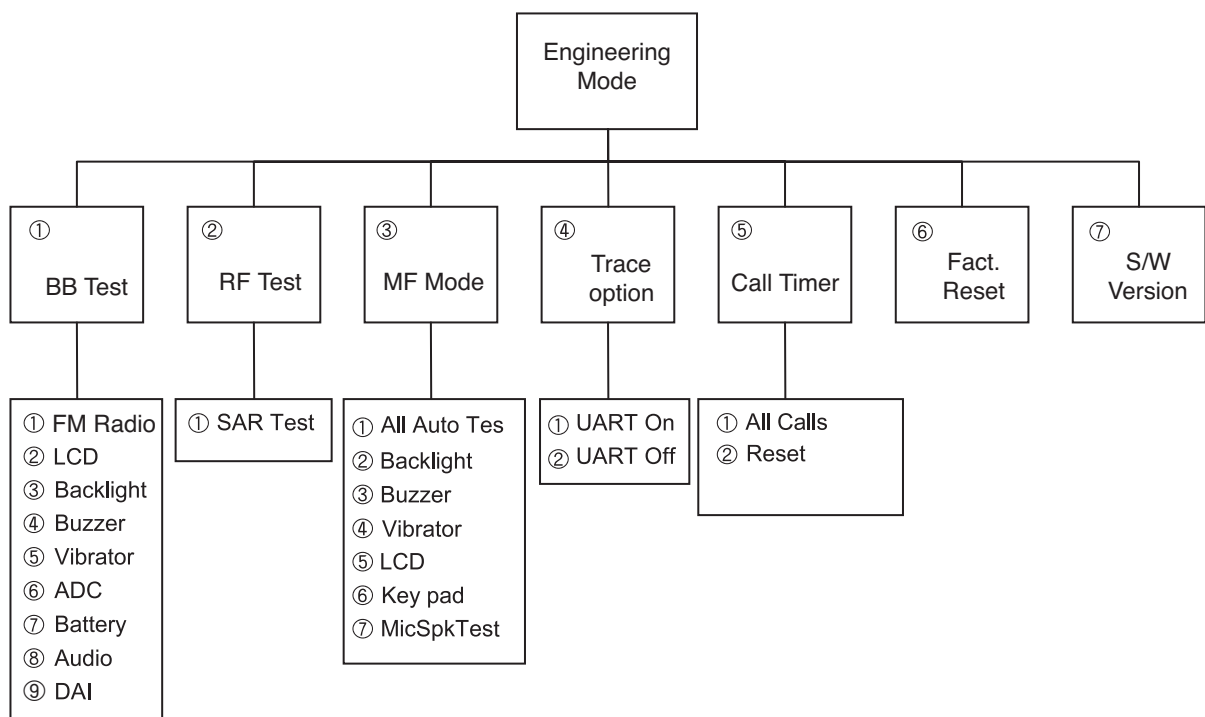 Engineering
Mode
①
BB Test
②
RF Test
③
MF Mode
④
Trace
option
⑤
Call Timer
⑥
Fact.
Reset
⑦
S/W
Version
① FM Radio
② LCD
③ Backlight
④ Buzzer
⑤ Vibrator
⑥ ADC
⑦ Battery
⑧ Audio
⑨ DAI
① SAR Test
① All Auto Tes
② Backlight
③ Buzzer
④ Vibrator
⑤ LCD
⑥ Key pad
⑦ MicSpkTest
① UART On
② UART Off
① All Calls
② Reset